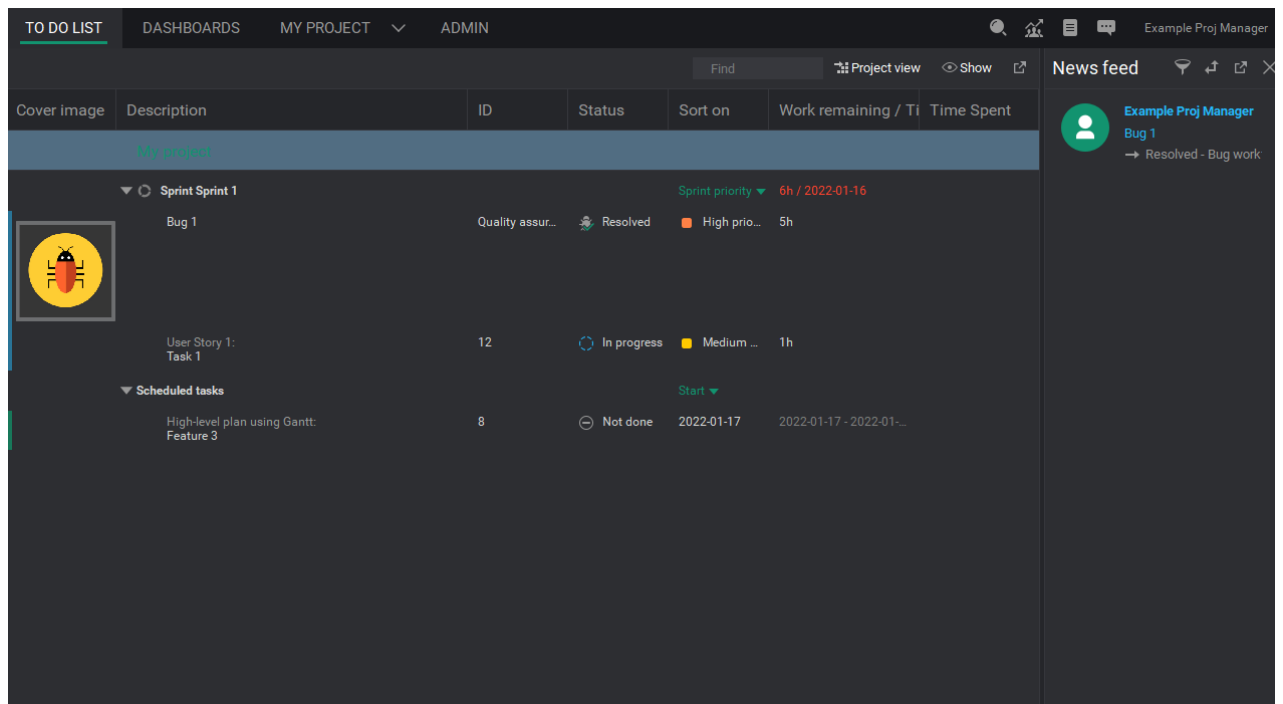 TO DO LIST DASHBOARDS MY PROJECT ADMIN Example Proj Manager
Find Project view Show News feed
Cover image Description ID Status Sort on Work remaining / Ti Time Spent
Example Proj Manager
Bug 1
Resolved - Bug work
My project
Sprint Sprint 1 Sprint priority 6h / 2022-01-16
Bug 1 Quality assur... Resolved High prio... 5h
User Story 1: 12 In progress Medium ... 1h
Task 1
Scheduled tasks Start
High-level plan using Gantt: 8 Not done 2022-01-17 2022-01-17 - 2022-01-...
Feature 3